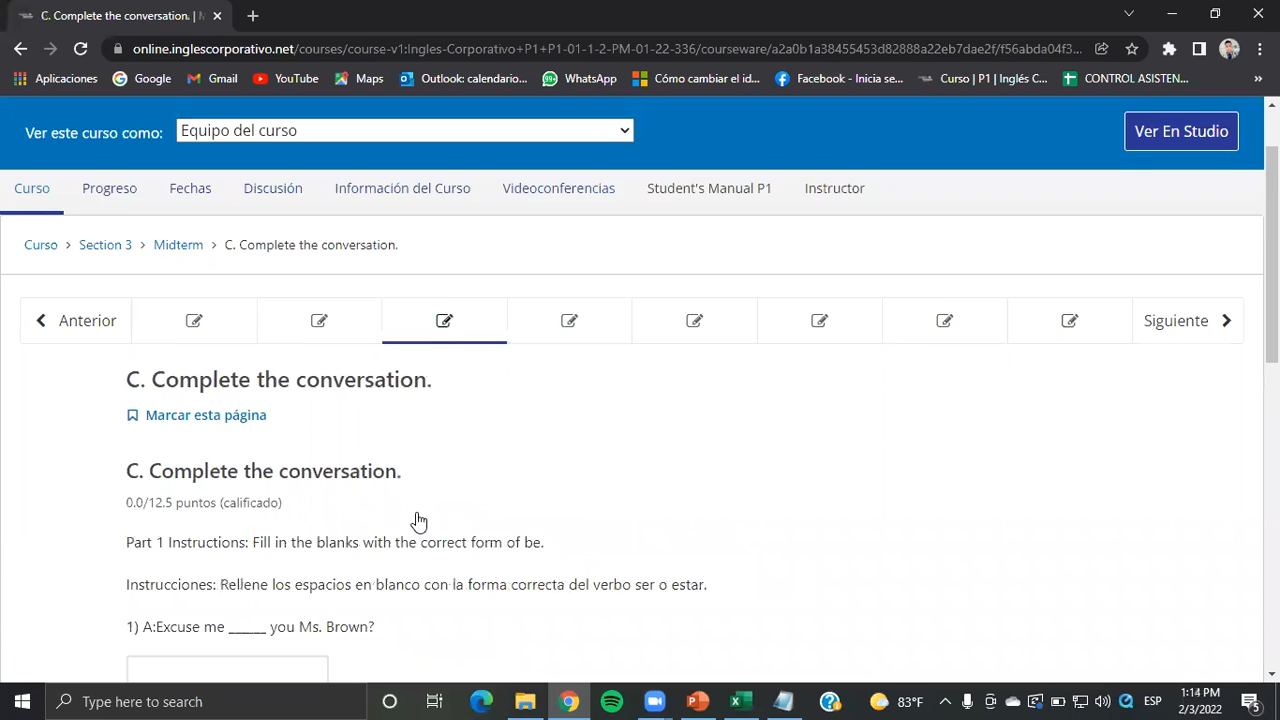 C. Complete the conversation. | M
online.inglescorporativo.net/courses/course-v1:Ingles-Corporativo+P1+P1-01-1-2-PM-01-22-336/courseware/a2a0b1a38455453d82888a22eb7dae2f/f56abda04f3...
Aplicaciones Google Gmail YouTube Maps Outlook: calendario... WhatsApp Cómo cambiar el id... Facebook - Inicia se... Curso | P1 | Inglés C... CONTROL ASISTEN... »
Ver este curso como: Equipo del curso Ver En Studio
Curso Progreso Fechas Discusión Información del Curso Videoconferencias Student's Manual P1 Instructor
Curso > Section 3 > Midterm > C. Complete the conversation.
Anterior Siguiente
C. Complete the conversation.
Marcar esta página
C. Complete the conversation.
0.0/12.5 puntos (calificado)
Part 1 Instructions: Fill in the blanks with the correct form of be.
Instrucciones: Rellene los espacios en blanco con la forma correcta del verbo ser o estar.
1) A:Excuse me ______ you Ms. Brown?
Type here to search 99+ 83°F ESP 1:14 PM
2/3/2022 5